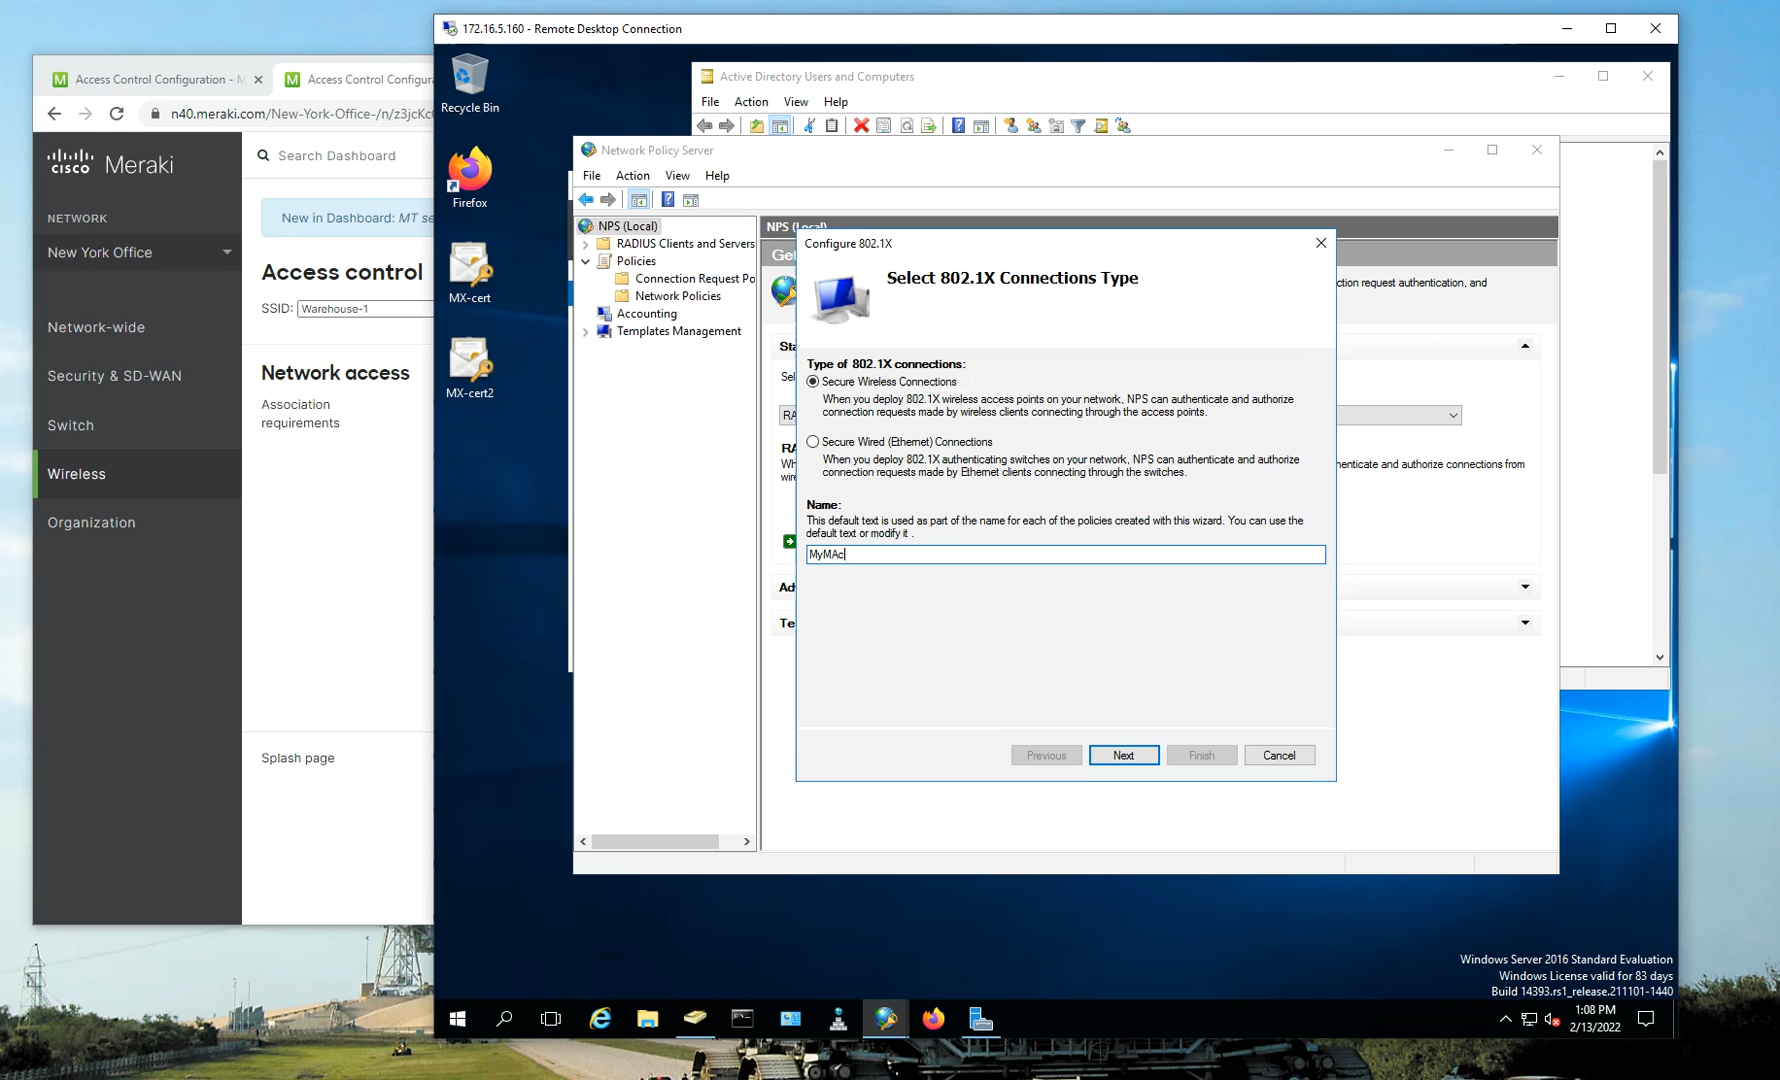 172.16.5.160 - Remote Desktop Connection
Access Control Configuration -
Access Control Configura
n40.meraki.com/New-York-Office-/n/z3jcKc
cisco Meraki
Search Dashboard
NETWORK
New York Office
New in Dashboard: MT se
Access control
SSID: Warehouse-1
Network-wide
Security & SD-WAN
Switch
Wireless
Organization
Network access
Association
requirements
Splash page
Recycle Bin
Firefox
MX-cert
MX-cert2
Active Directory Users and Computers
File Action View Help
Network Policy Server
File Action View Help
NPS (Local)
RADIUS Clients and Servers
Policies
Connection Request Po
Network Policies
Accounting
Templates Management
NPS (Local)
Ge
ction request authentication, and
Sta
Sel
RA
RA
Wh
wire
henticate and authorize connections from
Ad
Te
Configure 802.1X
Select 802.1X Connections Type
Type of 802.1X connections:
Secure Wireless Connections
When you deploy 802.1X wireless access points on your network, NPS can authenticate and authorize
connection requests made by wireless clients connecting through the access points.
Secure Wired (Ethernet) Connections
When you deploy 802.1X authenticating switches on your network, NPS can authenticate and authorize
connection requests made by Ethernet clients connecting through the switches.
Name:
This default text is used as part of the name for each of the policies created with this wizard. You can use the
default text or modify it .
MyMAc
Previous Next Finish Cancel
Windows Server 2016 Standard Evaluation
Windows License valid for 83 days
Build 14393.rs1_release.211101-1440
1:08 PM
2/13/2022